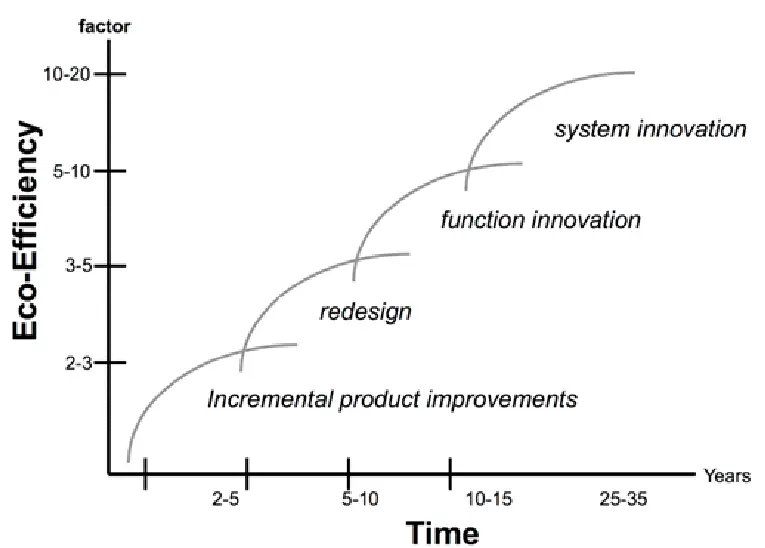 factor
10-20
system innovation
5-10
function innovation
Eco-Efficiency
3-5
redesign
2-3
Incremental product improvements
Years
2-5 5-10 10-15 25-35
Time